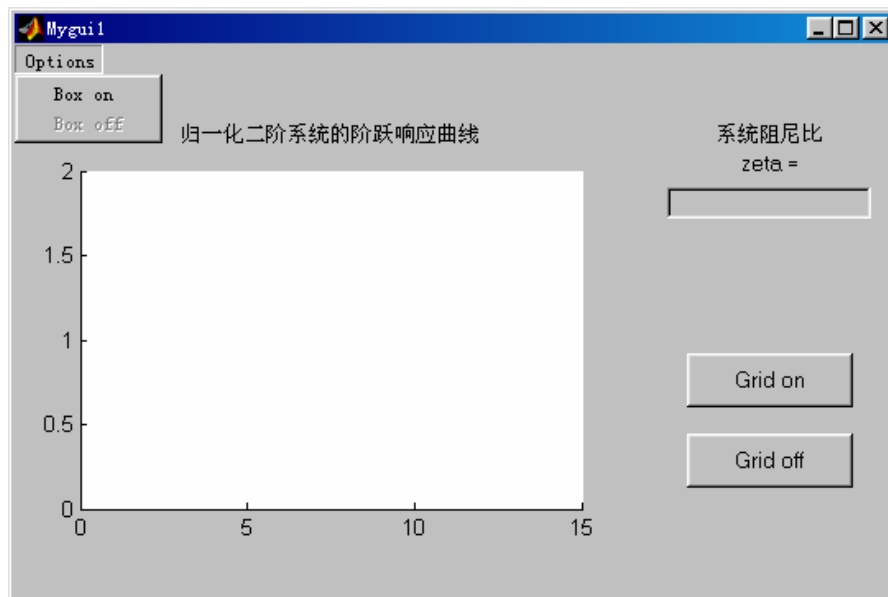 Mygui1
Options
Box on
Box off
归一化二阶系统的阶跃响应曲线
系统阻尼比
zeta =
2
1.5
1
0.5
0
0
5
10
15
Grid on
Grid off